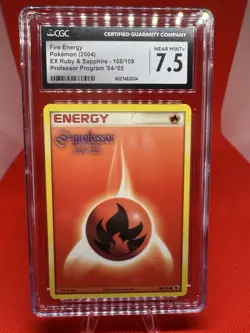 CGC
CERTIFIED GUARANTY COMPANY
Fire Energy
Pokémon (2004)
EX Ruby & Sapphire - 108/109
Professor Program '04-'05
NEAR MINT+
7.5
ENERGY
professor